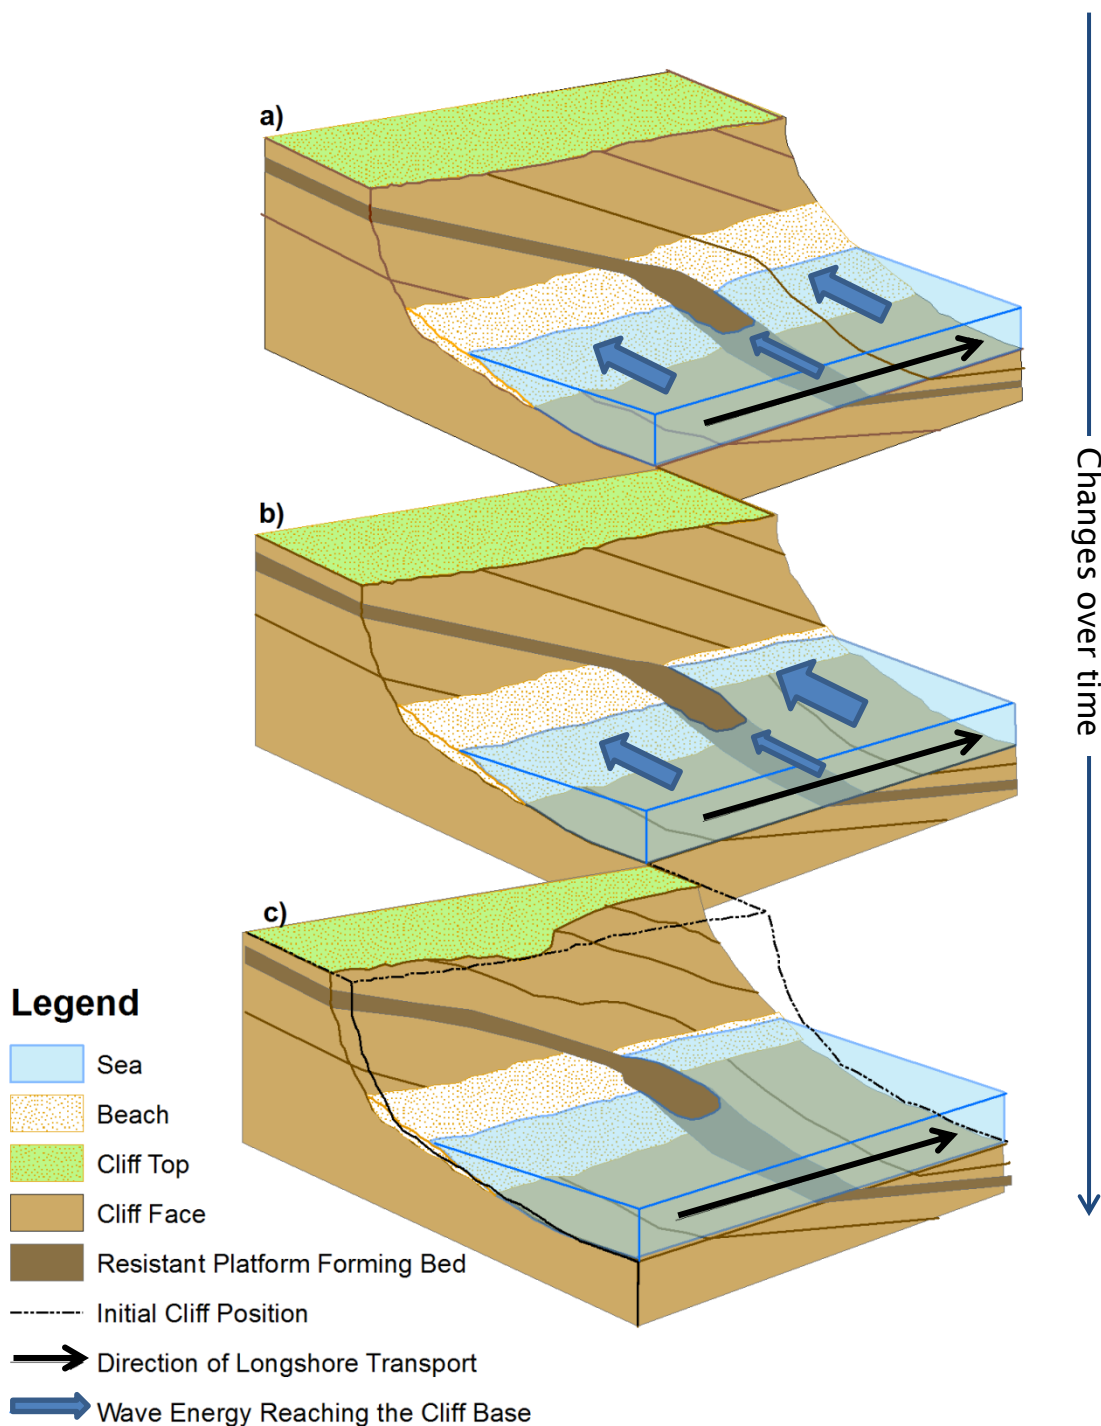 a)
b)
c)
Changes over time
Legend
Sea
Beach
Cliff Top
Cliff Face
Resistant Platform Forming Bed
Initial Cliff Position
Direction of Longshore Transport
Wave Energy Reaching the Cliff Base